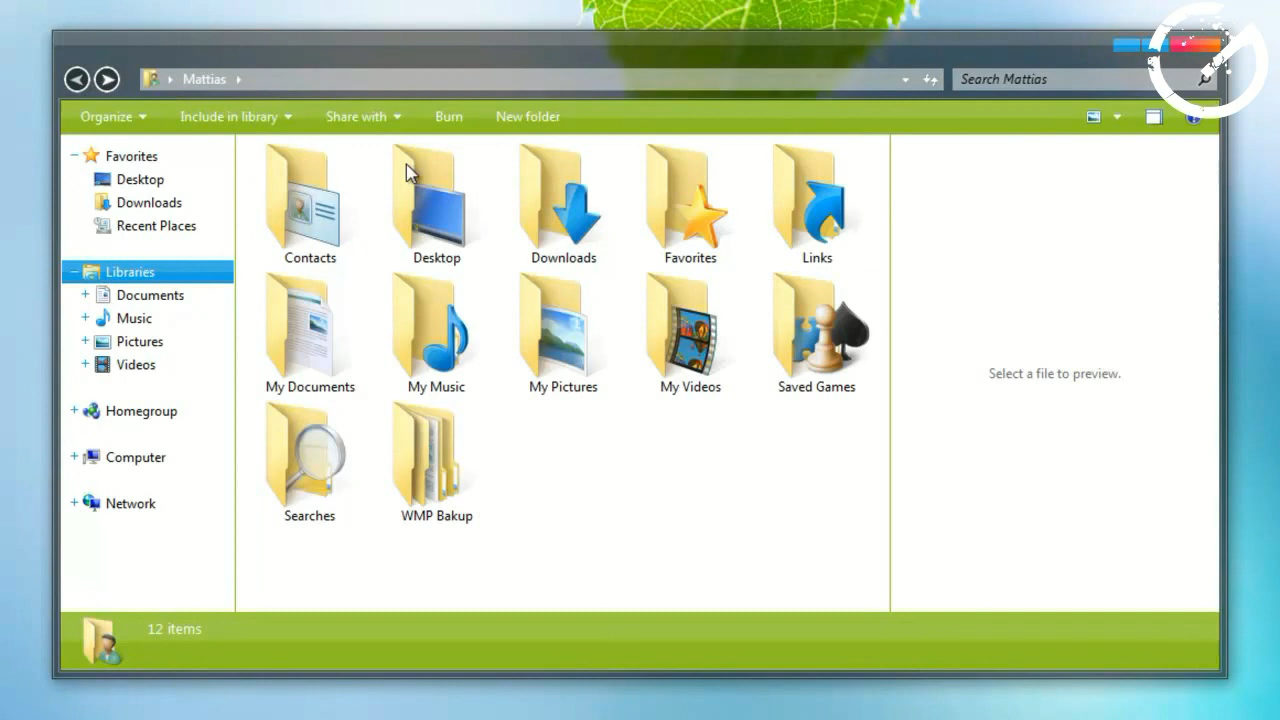 Mattias
Search Mattias
Organize Include in library Share with Burn New folder
Favorites
Desktop
Downloads
Recent Places
Libraries
Documents
Music
Pictures
Videos
Homegroup
Computer
Network
Contacts Desktop Downloads Favorites Links
My Documents My Music My Pictures My Videos Saved Games
Searches WMP Bakup
Select a file to preview.
12 items